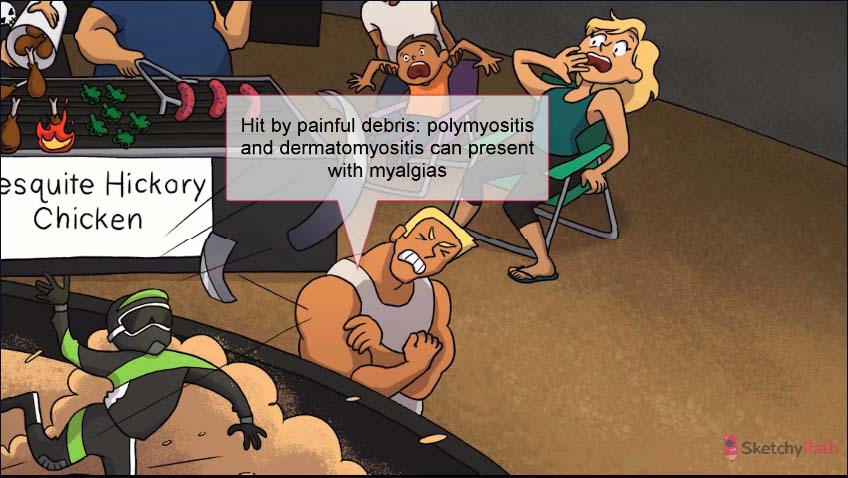 Hit by painful debris: polymyositis
and dermatomyositis can present
with myalgias
esquite Hickory
Chicken
SketchyPath